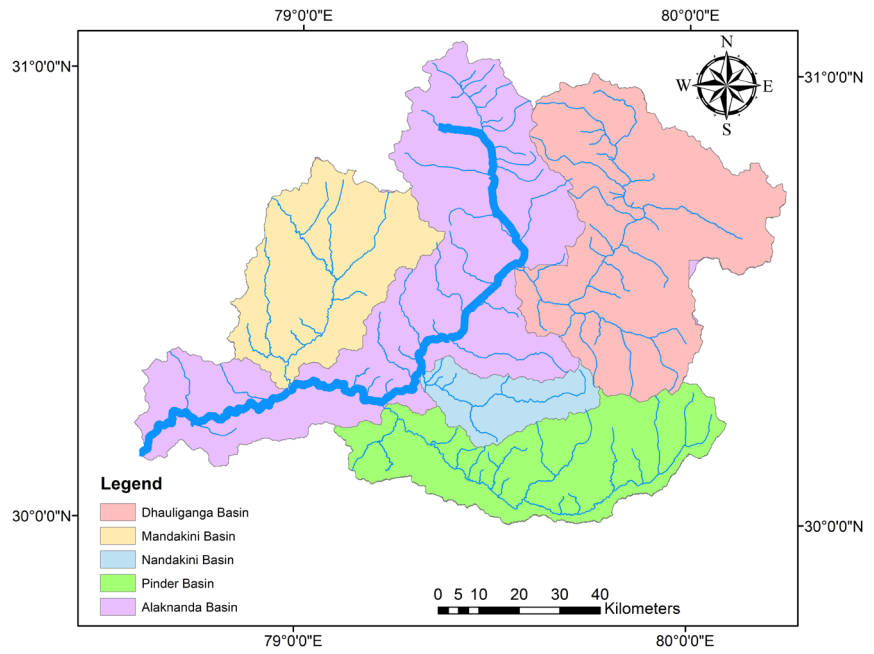 79°0'0"E 80°0'0"E
31°0'0"N 31°0'0"N
N
W E
S
Legend
Dhauliganga Basin
Mandakini Basin
Nandakini Basin
Pinder Basin
Alaknanda Basin
30°0'0"N 30°0'0"N
0 5 10 20 30 40
Kilometers
79°0'0"E 80°0'0"E